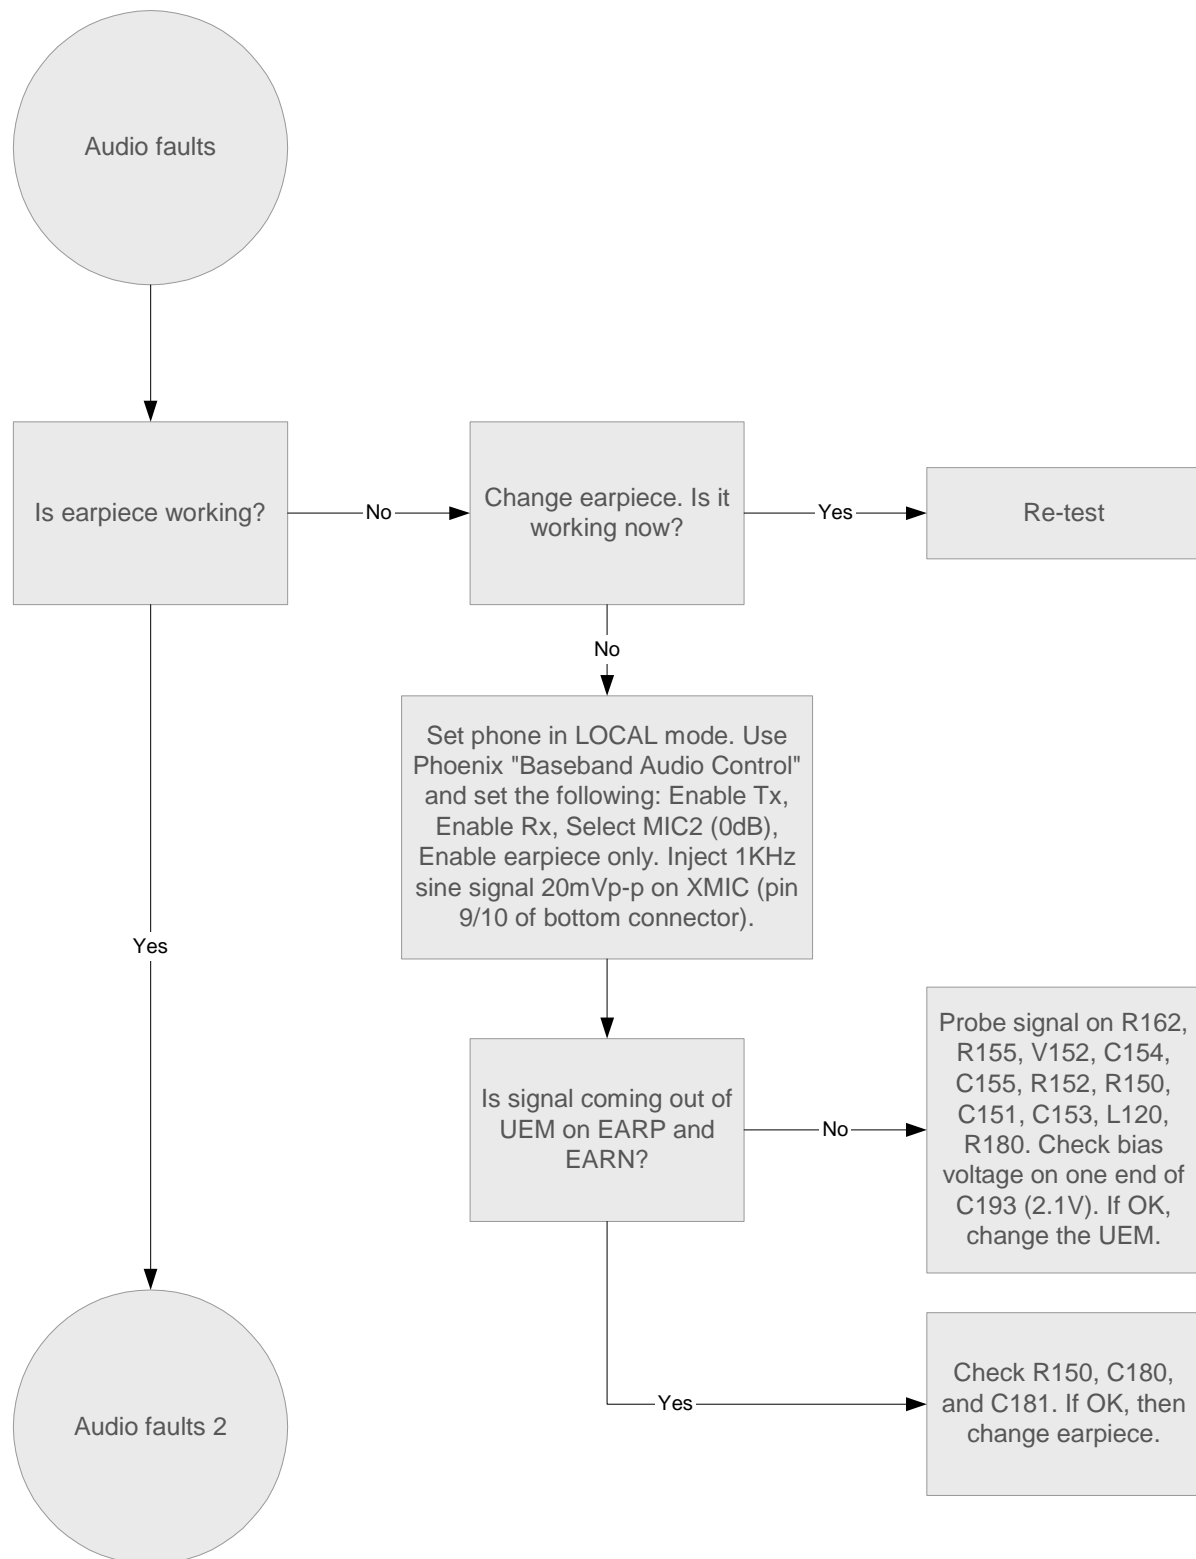 Audio faults
Is earpiece working?
No
Change earpiece. Is it
working now?
Yes
Re-test
No
Set phone in LOCAL mode. Use
Phoenix "Baseband Audio Control"
and set the following: Enable Tx,
Enable Rx, Select MIC2 (0dB),
Enable earpiece only. Inject 1KHz
sine signal 20mVp-p on XMIC (pin
9/10 of bottom connector).
Yes
Is signal coming out of
UEM on EARP and
EARN?
No
Probe signal on R162,
R155, V152, C154,
C155, R152, R150,
C151, C153, L120,
R180. Check bias
voltage on one end of
C193 (2.1V). If OK,
change the UEM.
Yes
Check R150, C180,
and C181. If OK, then
change earpiece.
Audio faults 2